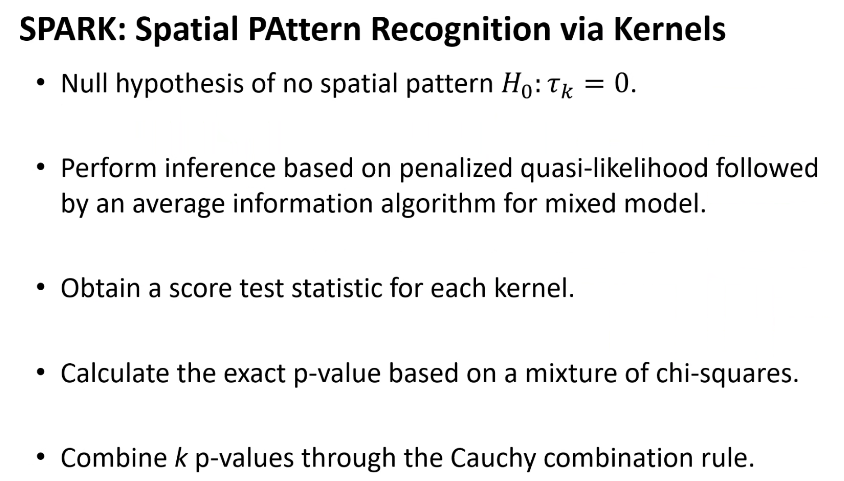 SPARK: Spatial PAttern Recognition via Kernels
• Null hypothesis of no spatial pattern H₀: τₖ = 0.
• Perform inference based on penalized quasi-likelihood followed
by an average information algorithm for mixed model.
• Obtain a score test statistic for each kernel.
• Calculate the exact p-value based on a mixture of chi-squares.
• Combine k p-values through the Cauchy combination rule.